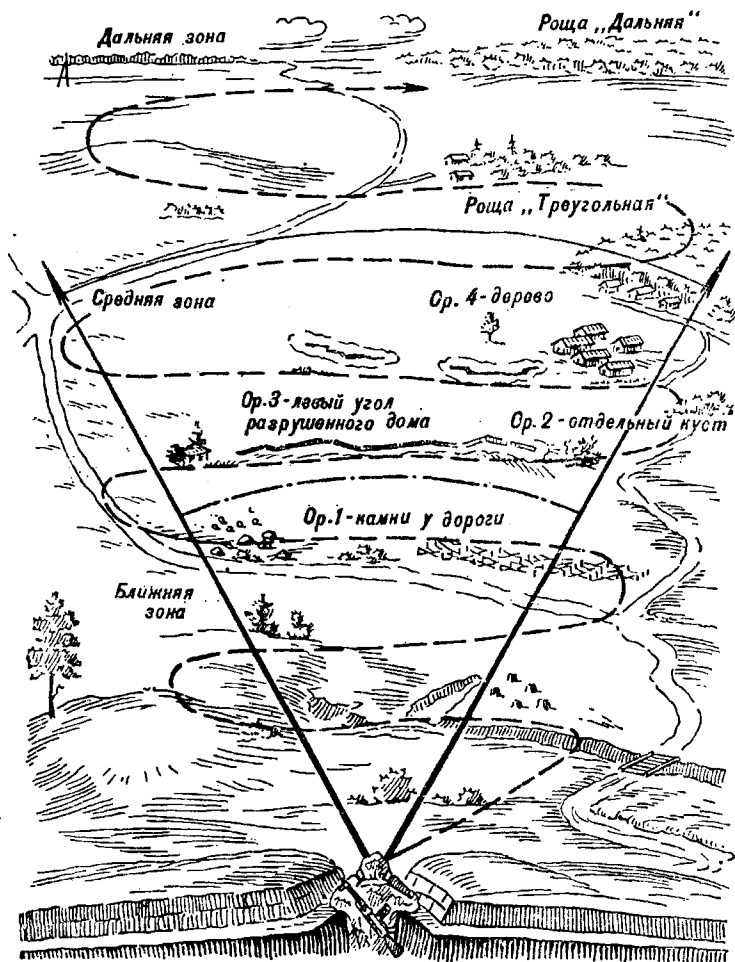 Дальняя зона
Роща „Дальняя“
Роща „Треугольная“
Средняя зона
Ор. 4-дерево
Ор.3-левый угол
разрушенного дома
Ор. 2-отдельный куст
Ор.1-камни у дороги
Ближняя
зона